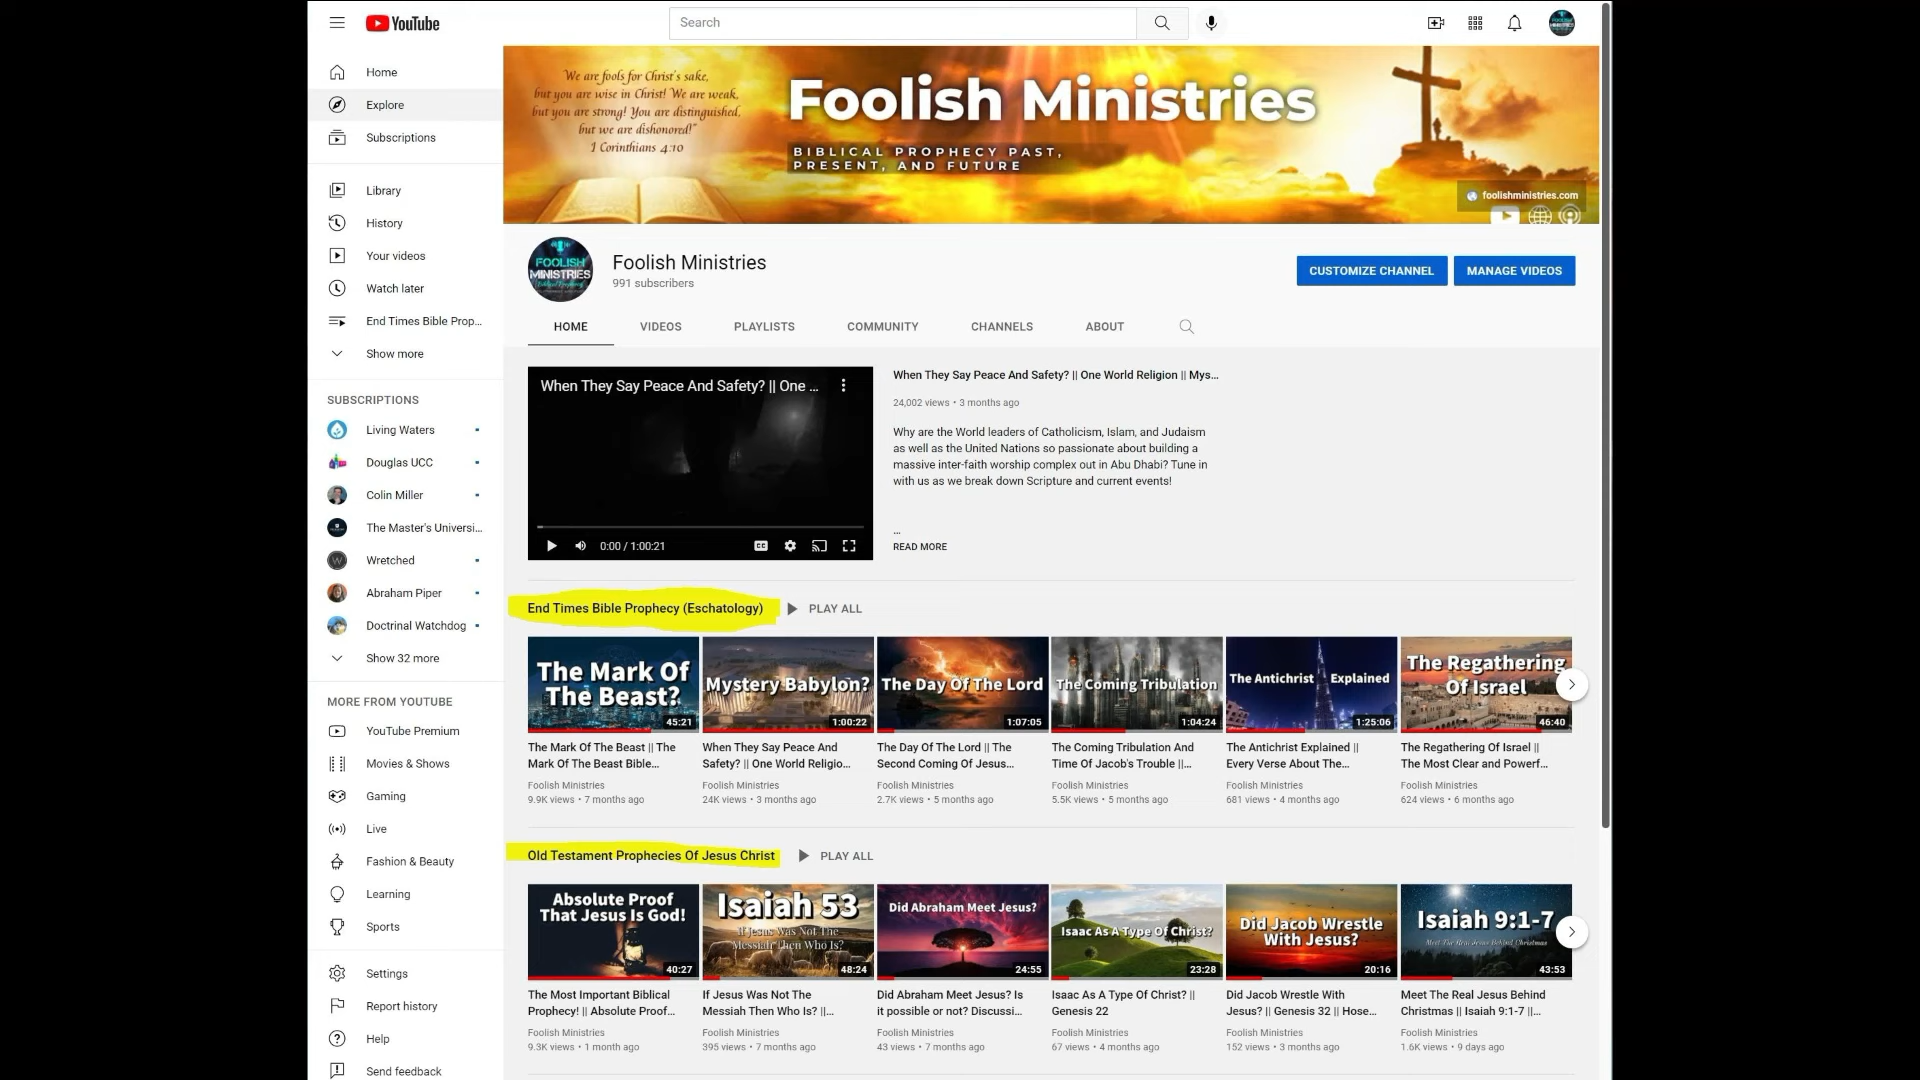 YouTube
Search
Home
Explore
Subscriptions
Library
History
Your videos
Watch later
End Times Bible Prop...
Show more
SUBSCRIPTIONS
Living Waters
Douglas UCC
Colin Miller
The Master's Universi...
Wretched
Abraham Piper
Doctrinal Watchdog
Show 32 more
MORE FROM YOUTUBE
YouTube Premium
Movies & Shows
Gaming
Live
Fashion & Beauty
Learning
Sports
Settings
Report history
Help
Send feedback
"We are fools for Christ's sake,
but you are wise in Christ! We are weak,
but you are strong! You are distinguished,
but we are dishonored!"
1 Corinthians 4:10
Foolish Ministries
BIBLICAL PROPHECY PAST,
PRESENT, AND FUTURE
foolishministries.com
FOOLISH
MINISTRIES
Foolish Ministries
991 subscribers
CUSTOMIZE CHANNEL
MANAGE VIDEOS
HOME VIDEOS PLAYLISTS COMMUNITY CHANNELS ABOUT
When They Say Peace And Safety? || One ...
0:00 / 1:00:21
CC
When They Say Peace And Safety? || One World Religion || Mys...
24,002 views • 3 months ago
Why are the World leaders of Catholicism, Islam, and Judaism
as well as the United Nations so passionate about building a
massive inter-faith worship complex out in Abu Dhabi? Tune in
with us as we break down Scripture and current events!
...
READ MORE
End Times Bible Prophecy (Eschatology) PLAY ALL
The Mark Of
The Beast?
45:21
The Mark Of The Beast || The
Mark Of The Beast Bible...
Foolish Ministries
9.9K views • 7 months ago
Mystery Babylon?
1:00:22
When They Say Peace And
Safety? || One World Religio...
Foolish Ministries
24K views • 3 months ago
The Day Of The Lord
1:07:05
The Day Of The Lord || The
Second Coming Of Jesus...
Foolish Ministries
2.7K views • 5 months ago
The Coming Tribulation
1:04:24
The Coming Tribulation And
Time Of Jacob's Trouble ||...
Foolish Ministries
5.5K views • 5 months ago
The Antichrist Explained
1:25:06
The Antichrist Explained ||
Every Verse About The...
Foolish Ministries
681 views • 4 months ago
The Regathering
Of Israel
46:40
The Regathering Of Israel ||
The Most Clear and Powerf...
Foolish Ministries
624 views • 6 months ago
Old Testament Prophecies Of Jesus Christ PLAY ALL
Absolute Proof
That Jesus Is God!
40:27
The Most Important Biblical
Prophecy! || Absolute Proof...
Foolish Ministries
9.3K views • 1 month ago
Isaiah 53
If Jesus Was Not The
Messiah Then Who Is?
48:24
If Jesus Was Not The
Messiah Then Who Is? ||...
Foolish Ministries
395 views • 7 months ago
Did Abraham Meet Jesus?
24:55
Did Abraham Meet Jesus? Is
it possible or not? Discussi...
Foolish Ministries
43 views • 7 months ago
Isaac As A Type Of Christ?
23:28
Isaac As A Type Of Christ? ||
Genesis 22
Foolish Ministries
67 views • 4 months ago
Did Jacob Wrestle
With Jesus?
20:16
Did Jacob Wrestle With
Jesus? || Genesis 32 || Hose...
Foolish Ministries
152 views • 3 months ago
Isaiah 9:1-7
Meet The Real Jesus Behind Christmas
43:53
Meet The Real Jesus Behind
Christmas || Isaiah 9:1-7 ||...
Foolish Ministries
1.6K views • 9 days ago